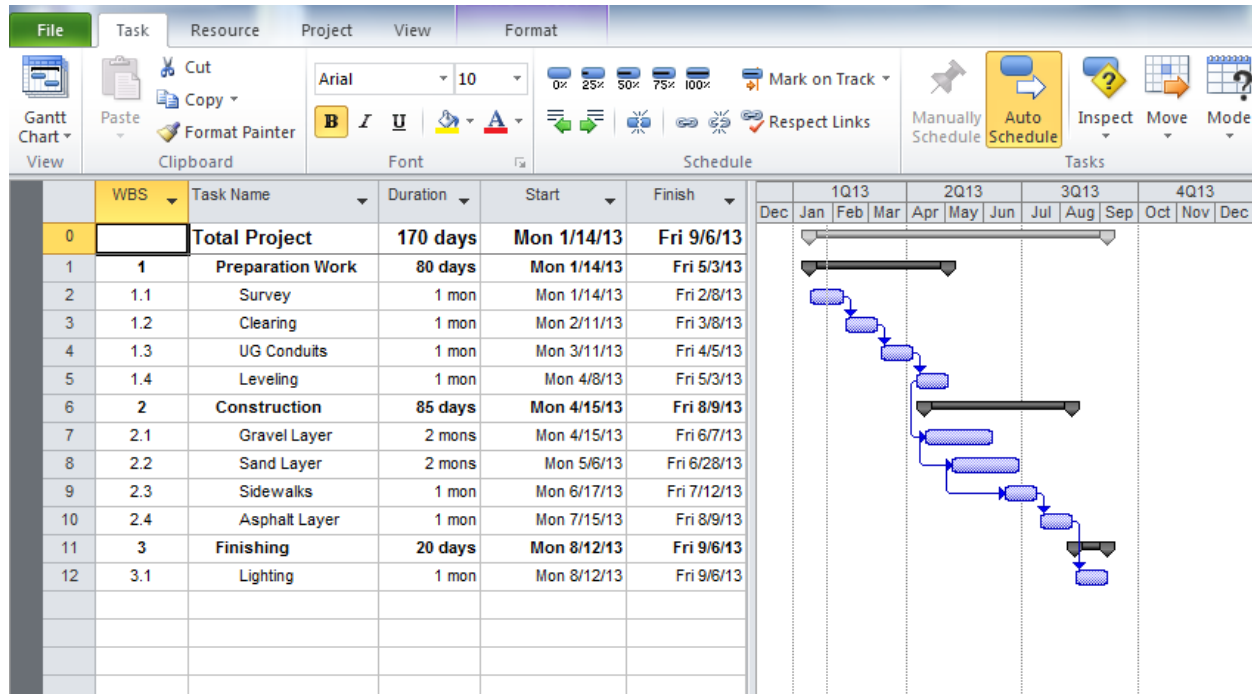 File Task Resource Project View Format
Gantt Chart
Paste
Cut
Copy
Format Painter
Arial 10
B I U A
0% 25% 50% 75% 100%
Mark on Track
Respect Links
Manually Schedule
Auto Schedule
Inspect
Move
Mode
View Clipboard Font Schedule Tasks
WBS Task Name Duration Start Finish
1Q13 2Q13 3Q13 4Q13
Dec Jan Feb Mar Apr May Jun Jul Aug Sep Oct Nov Dec
0 Total Project 170 days Mon 1/14/13 Fri 9/6/13
1 1 Preparation Work 80 days Mon 1/14/13 Fri 5/3/13
2 1.1 Survey 1 mon Mon 1/14/13 Fri 2/8/13
3 1.2 Clearing 1 mon Mon 2/11/13 Fri 3/8/13
4 1.3 UG Conduits 1 mon Mon 3/11/13 Fri 4/5/13
5 1.4 Leveling 1 mon Mon 4/8/13 Fri 5/3/13
6 2 Construction 85 days Mon 4/15/13 Fri 8/9/13
7 2.1 Gravel Layer 2 mons Mon 4/15/13 Fri 6/7/13
8 2.2 Sand Layer 2 mons Mon 5/6/13 Fri 6/28/13
9 2.3 Sidewalks 1 mon Mon 6/17/13 Fri 7/12/13
10 2.4 Asphalt Layer 1 mon Mon 7/15/13 Fri 8/9/13
11 3 Finishing 20 days Mon 8/12/13 Fri 9/6/13
12 3.1 Lighting 1 mon Mon 8/12/13 Fri 9/6/13